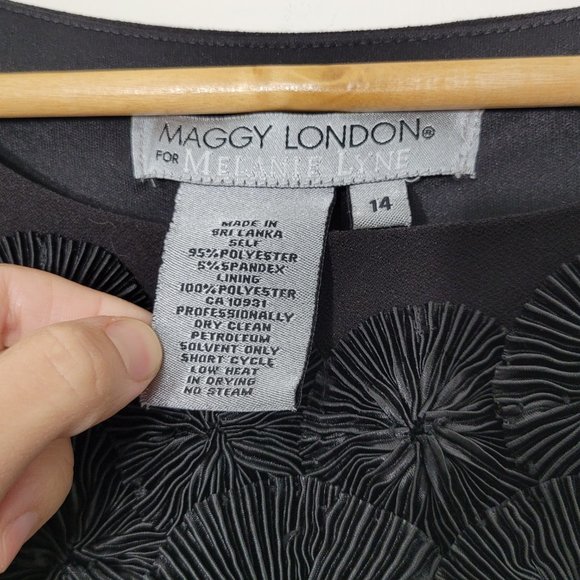 MAGGY LONDON®
FOR MELANIE LYNE
14
MADE IN
SRI LANKA
SELF
95%POLYESTER
5%SPANDEX
LINING
100%POLYESTER
CA 10931
PROFESSIONALLY
DRY CLEAN
PETROLEUM
SOLVENT ONLY
SHORT CYCLE
LOW HEAT
IN DRYING
NO STEAM